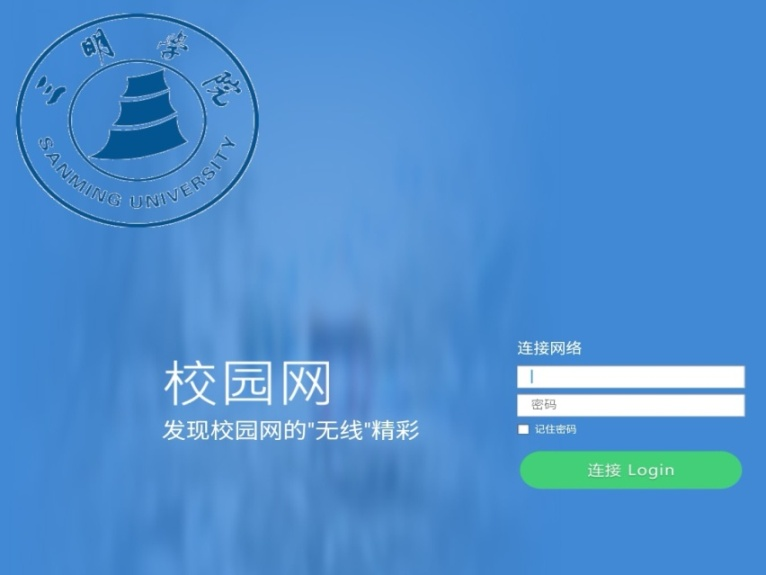 三明学院
SANMING UNIVERSITY
校园网
发现校园网的"无线"精彩
连接网络
密码
记住密码
连接 Login